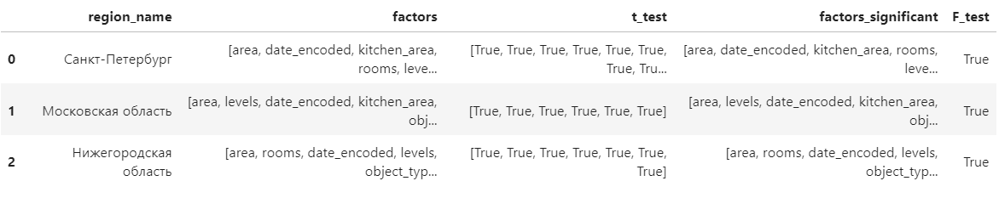 region_name factors t_test factors_significant F_test
0 Санкт-Петербург [area, date_encoded, kitchen_area, rooms, leve... [True, True, True, True, True, True, True, Tru... [area, date_encoded, kitchen_area, rooms, leve... True
1 Московская область [area, levels, date_encoded, kitchen_area, obj... [True, True, True, True, True, True] [area, levels, date_encoded, kitchen_area, obj... True
2 Нижегородская область [area, rooms, date_encoded, levels, object_typ... [True, True, True, True, True, True, True] [area, rooms, date_encoded, levels, object_typ... True